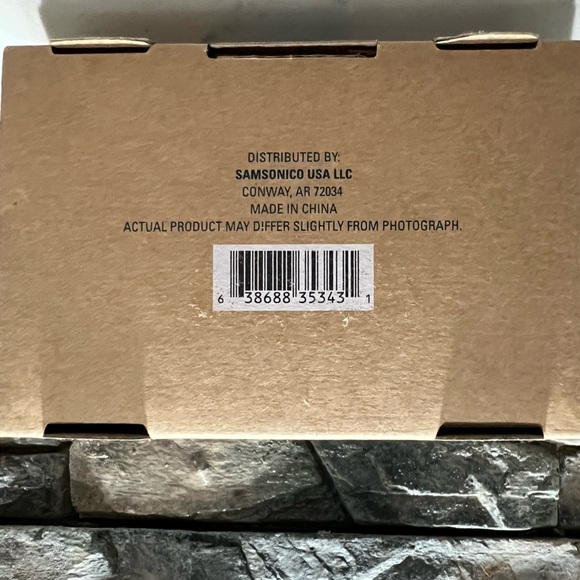 DISTRIBUTED BY:
SAMSONICO USA LLC
CONWAY, AR 72034
MADE IN CHINA
ACTUAL PRODUCT MAY DIFFER SLIGHTLY FROM PHOTOGRAPH.
6 38688 35343 1